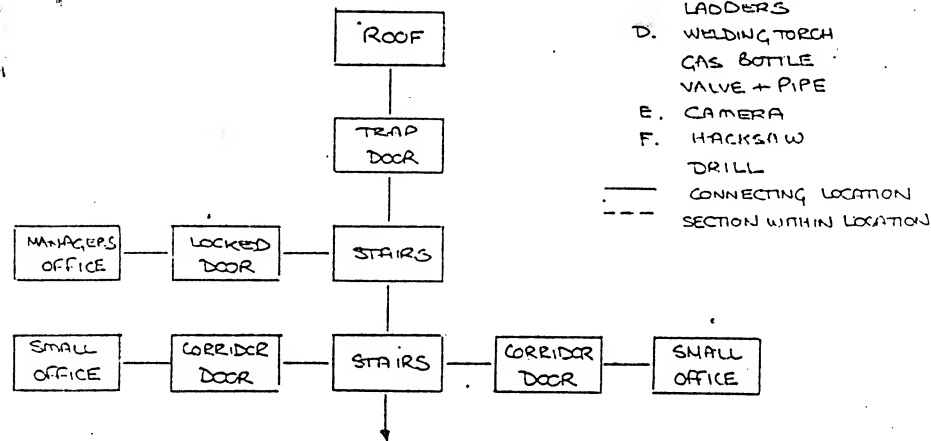 ROOF
TRAP
DOOR
MANAGERS
OFFICE
LOCKED
DOOR
STAIRS
SMALL
OFFICE
CORRIDOR
DOOR
STAIRS
CORRIDOR
DOOR
SMALL
OFFICE
LADDERS
D. WELDING TORCH
GAS BOTTLE
VALVE + PIPE
E. CAMERA
F. HACKSAW
DRILL
CONNECTING LOCATION
SECTION WITHIN LOCATION